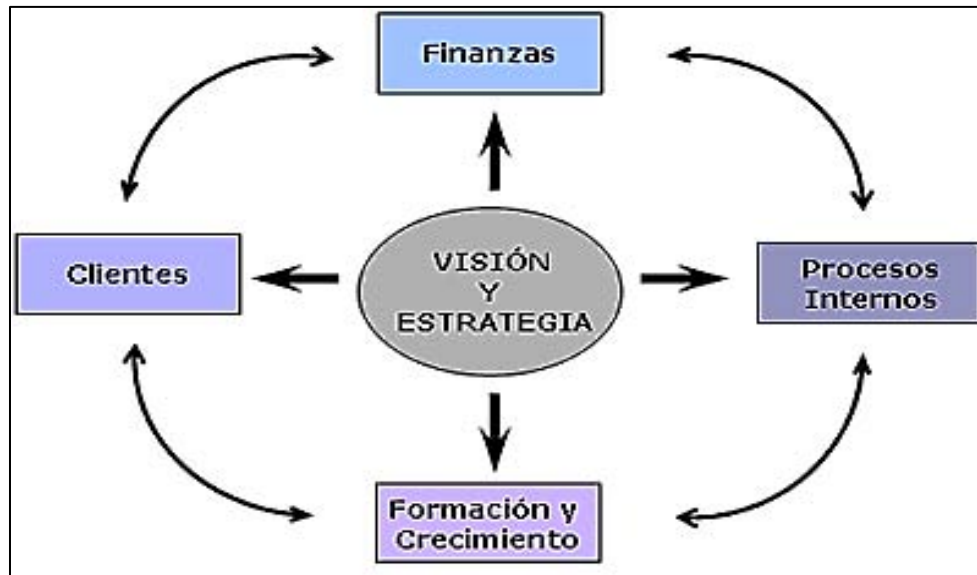 Finanzas
Clientes
VISIÓN
Y
ESTRATEGIA
Procesos
Internos
Formación y
Crecimiento